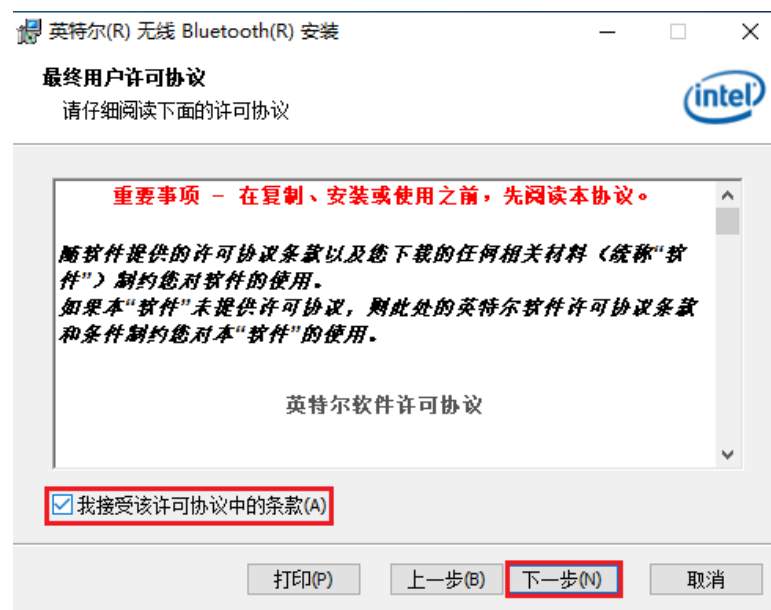 英特尔(R) 无线 Bluetooth(R) 安装
最终用户许可协议
请仔细阅读下面的许可协议
intel
重要事项 - 在复制、安装或使用之前，先阅读本协议。
随软件提供的许可协议条款以及您下载的任何相关材料（统称“软
件”）制约您对软件的使用。
如果本“软件”未提供许可协议，则此处的英特尔软件许可协议条款
和条件制约您对本“软件”的使用。
英特尔软件许可协议
我接受该许可协议中的条款(A)
打印(P) 上一步(B) 下一步(N) 取消